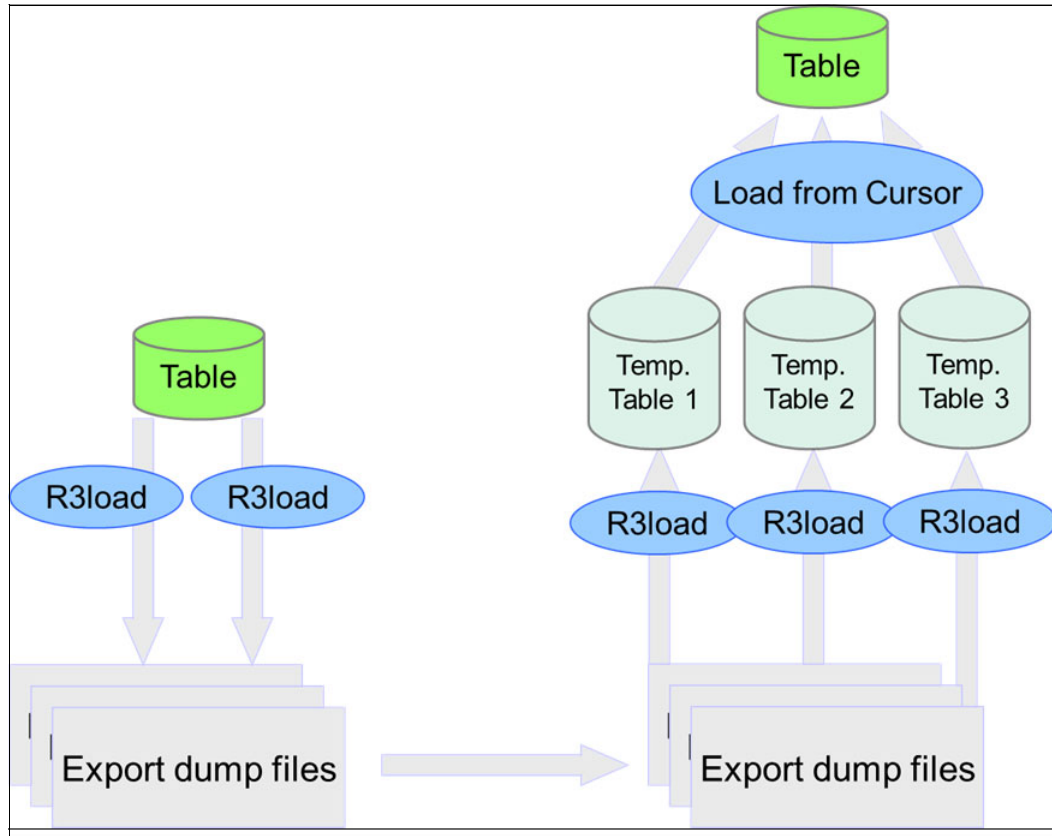 Table
Load from Cursor
Temp.
Table 1
Temp.
Table 2
Temp.
Table 3
Table
R3load
R3load
R3load
R3load
R3load
Export dump files
Export dump files